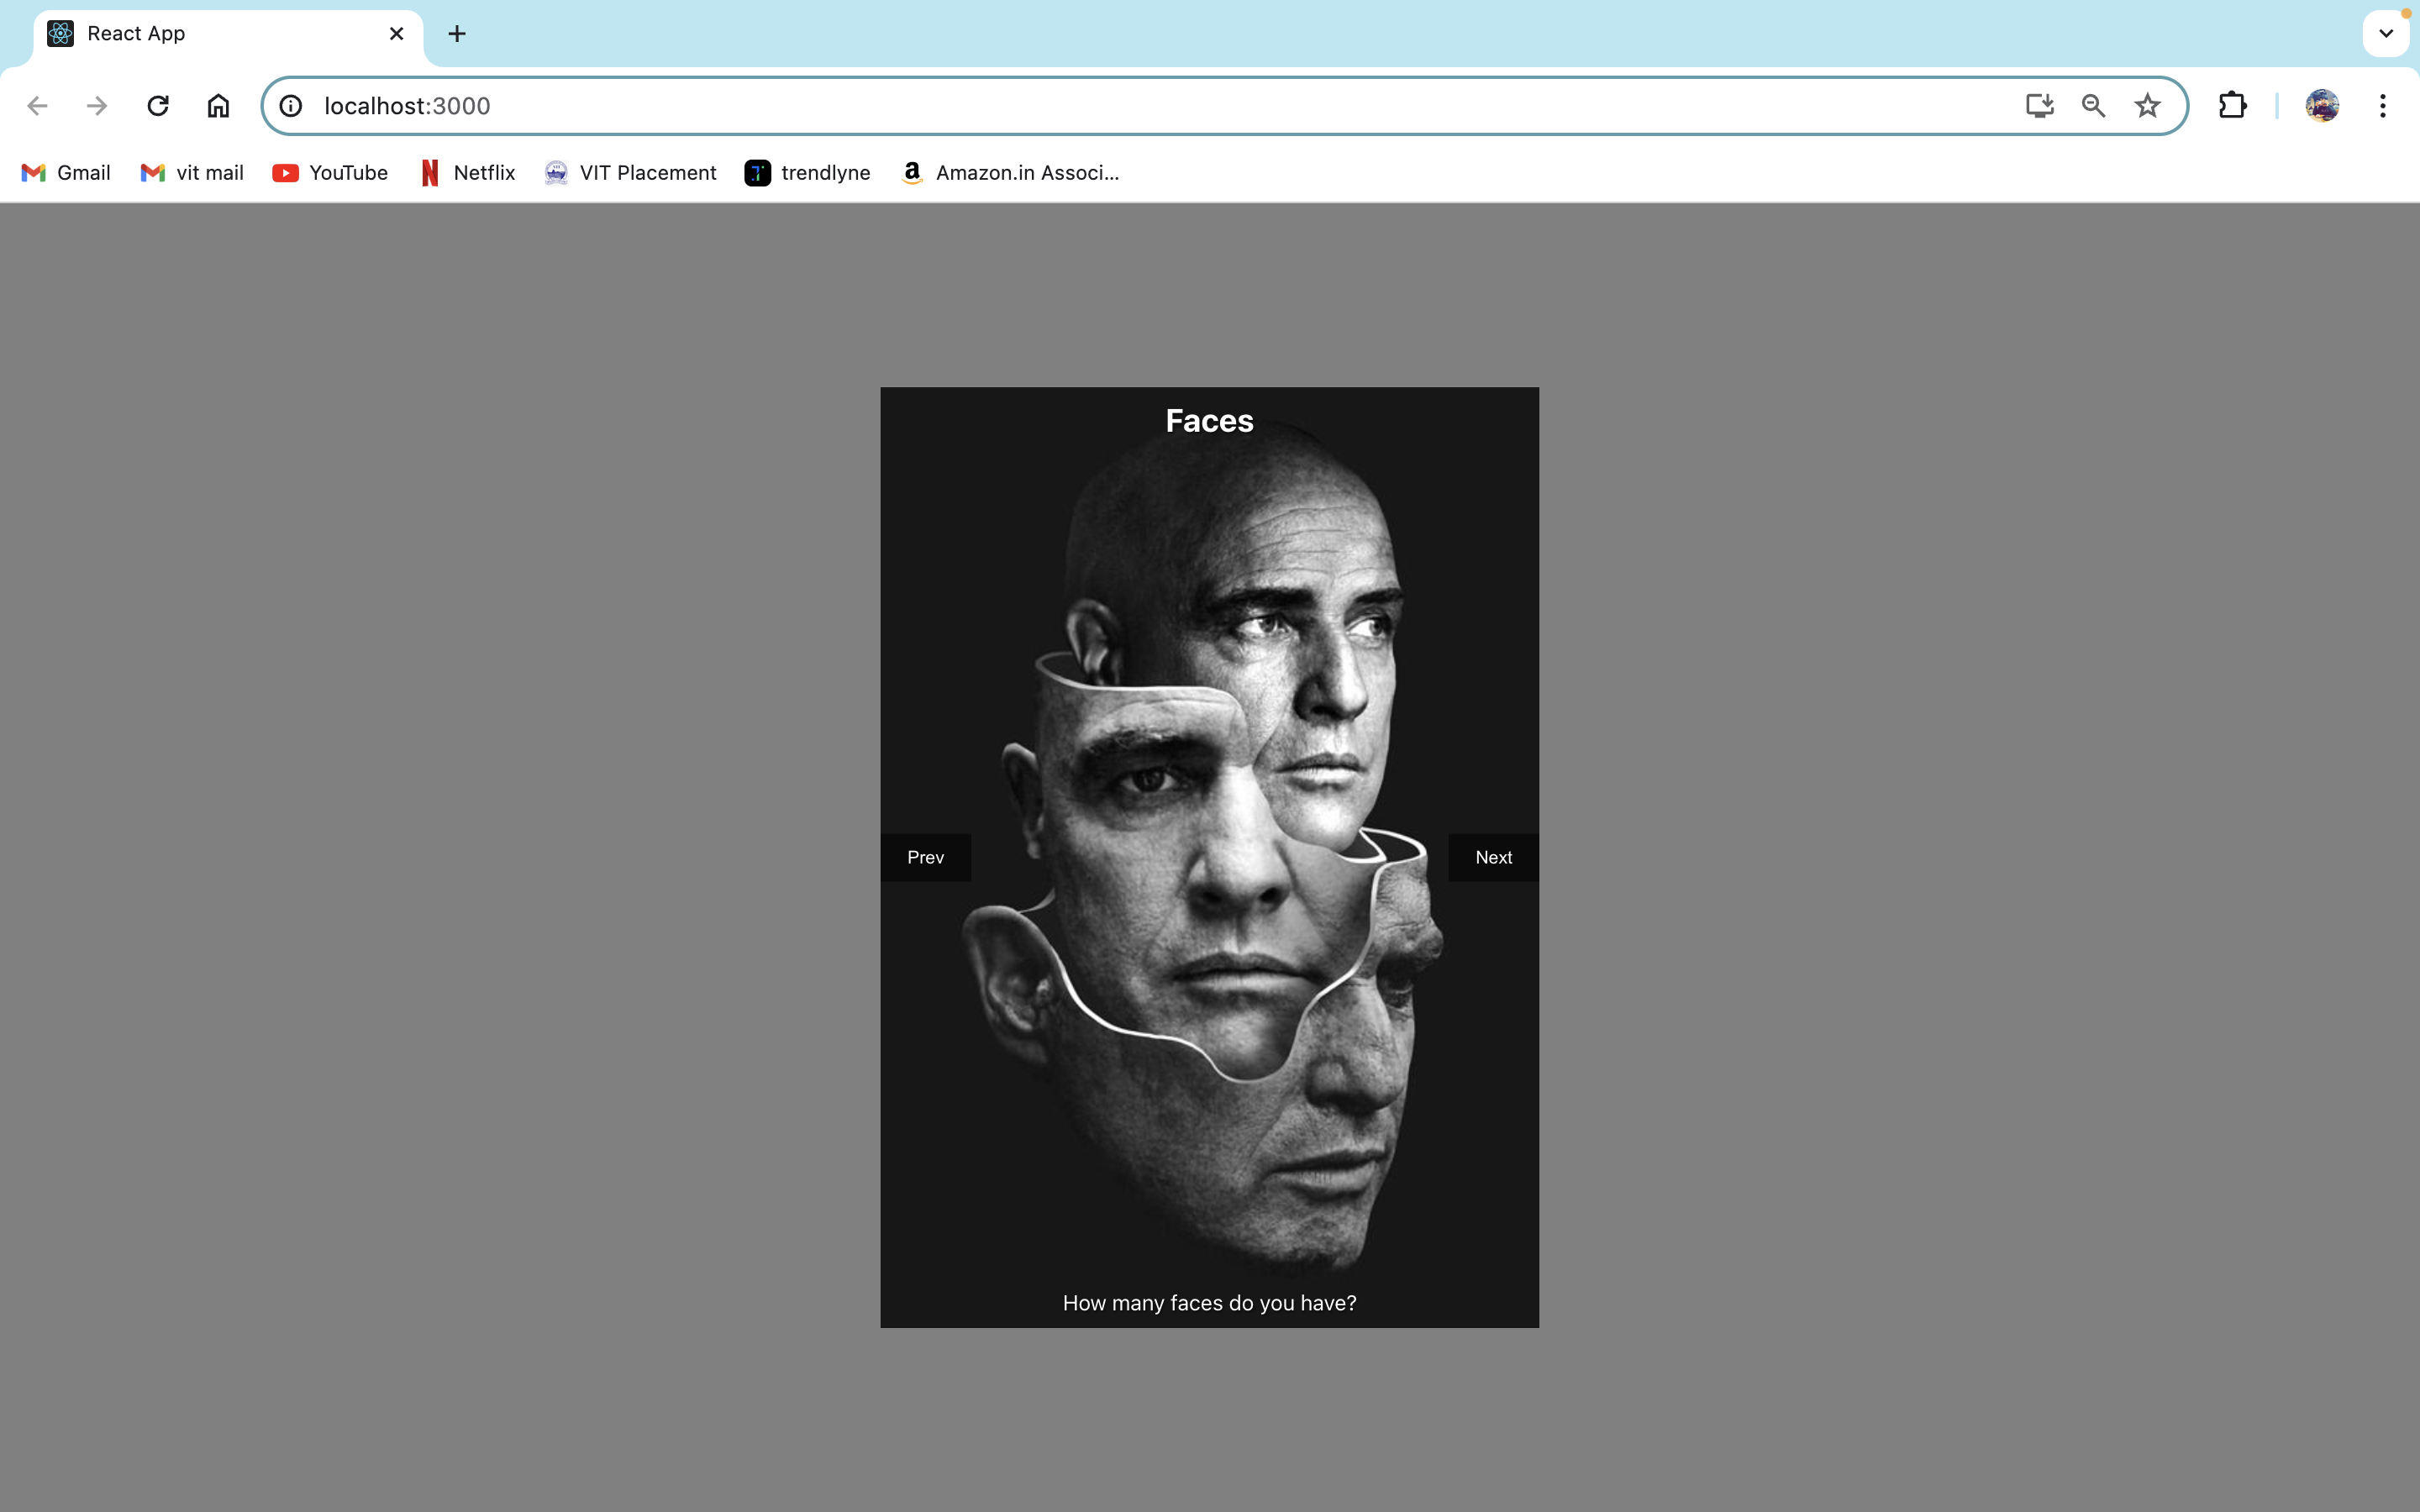 React App
localhost:3000
Gmail vit mail YouTube Netflix VIT Placement trendlyne Amazon.in Associ...
Faces
Prev Next
How many faces do you have?